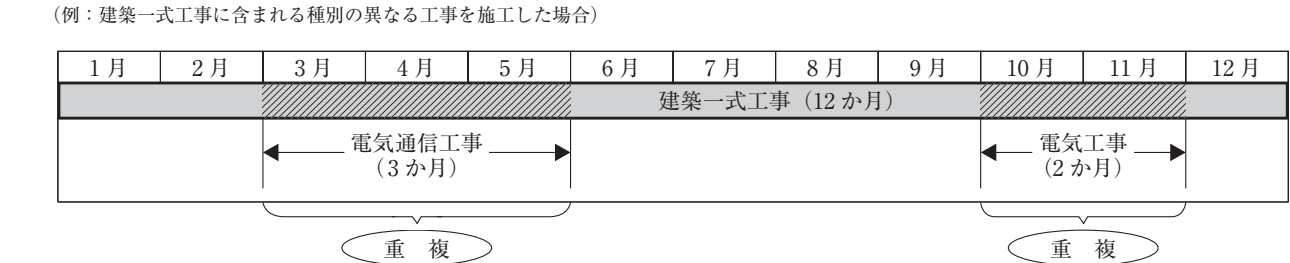 （例：建築一式工事に含まれる種別の異なる工事を施工した場合）
1月 2月 3月 4月 5月 6月 7月 8月 9月 10月 11月 12月
建築一式工事（12か月）
電気通信工事 電気工事
（3か月） （2か月）
重複 重複